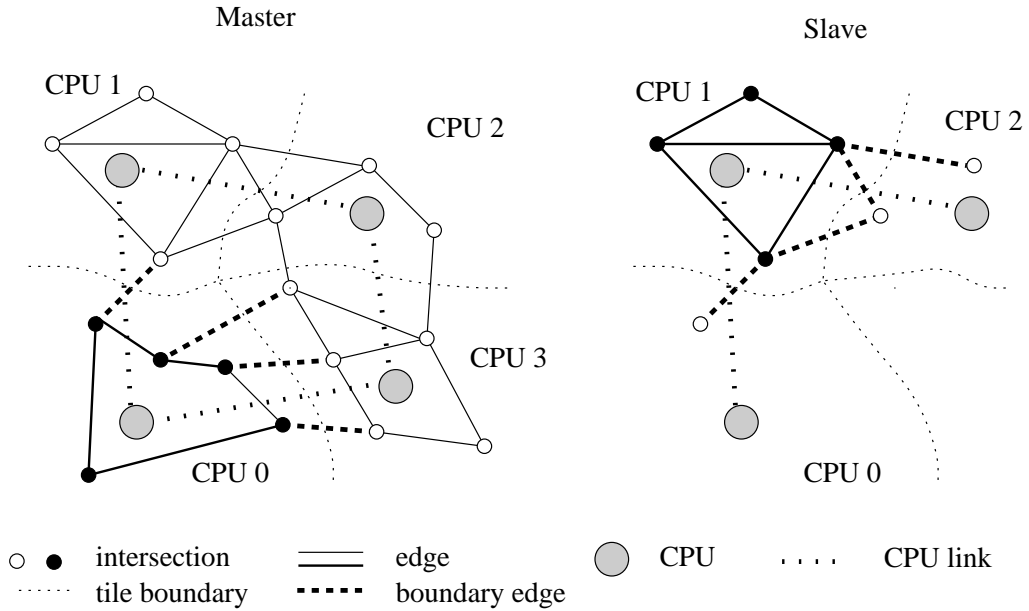 Master
Slave
CPU 1
CPU 2
CPU 3
CPU 0
CPU 1
CPU 2
CPU 0
intersection
edge
CPU
CPU link
tile boundary
boundary edge